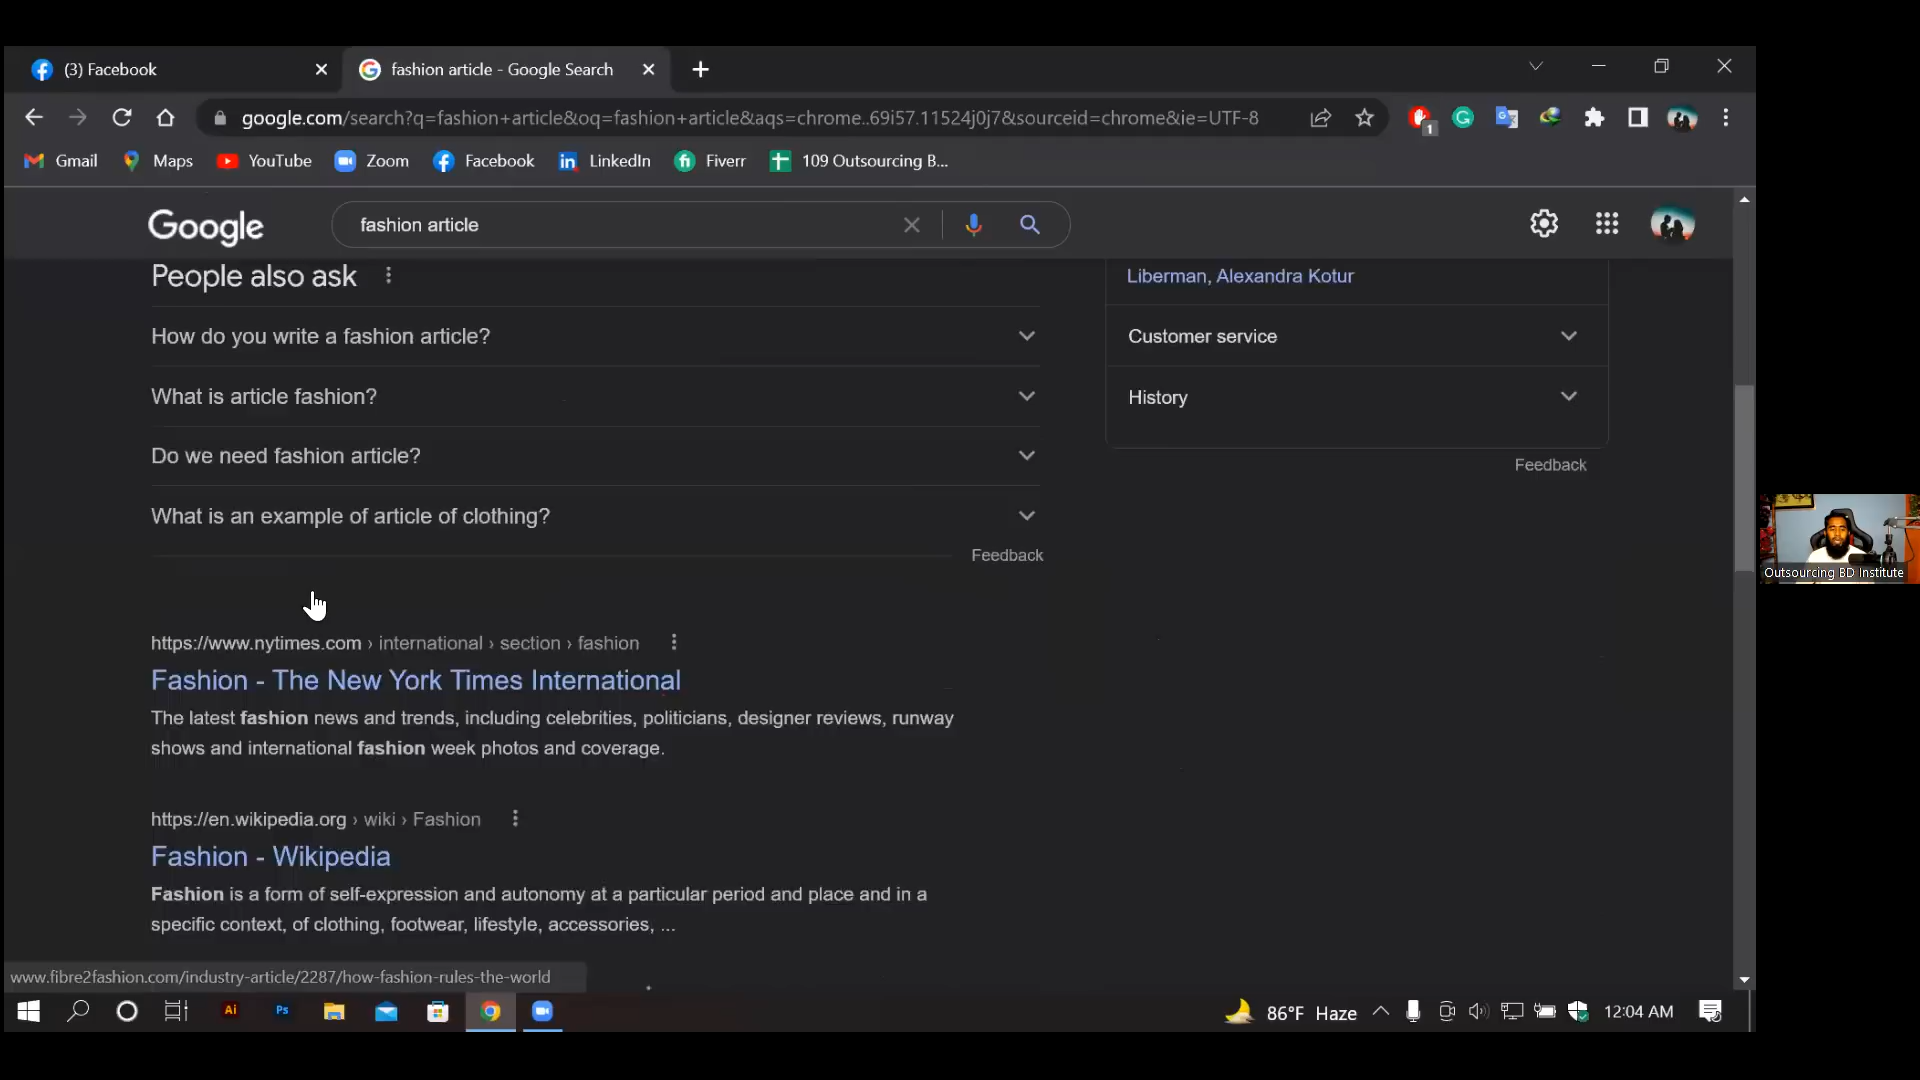 (3) Facebook
fashion article - Google Search
google.com/search?q=fashion+article&oq=fashion+article&aqs=chrome..69i57.11524j0j7&sourceid=chrome&ie=UTF-8
1
Gmail
Maps
YouTube
Zoom
Facebook
LinkedIn
Fiverr
109 Outsourcing B...
Google
fashion article
People also ask
How do you write a fashion article?
What is article fashion?
Do we need fashion article?
What is an example of article of clothing?
Feedback
Liberman, Alexandra Kotur
Customer service
History
Feedback
https://www.nytimes.com › international › section › fashion
Fashion - The New York Times International
The latest fashion news and trends, including celebrities, politicians, designer reviews, runway
shows and international fashion week photos and coverage.
https://en.wikipedia.org › wiki › Fashion
Fashion - Wikipedia
Fashion is a form of self-expression and autonomy at a particular period and place and in a
specific context, of clothing, footwear, lifestyle, accessories, ...
www.fibre2fashion.com/industry-article/2287/how-fashion-rules-the-world
Outsourcing BD Institute
Ai
Ps
86°F Haze
12:04 AM